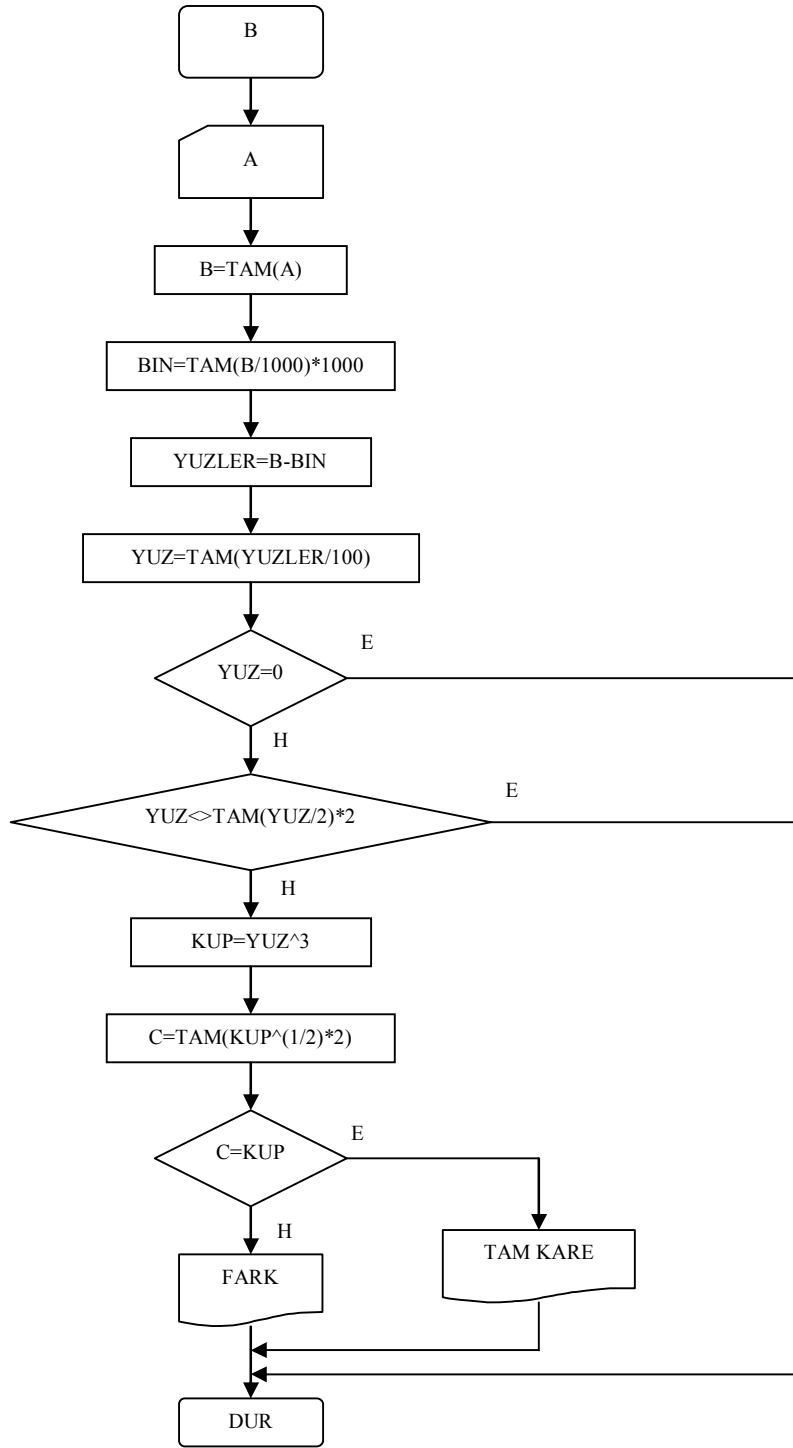 B
A
B=TAM(A)
BIN=TAM(B/1000)*1000
YUZLER=B-BIN
YUZ=TAM(YUZLER/100)
E
YUZ=0
H
E
YUZ<>TAM(YUZ/2)*2
H
KUP=YUZ^3
C=TAM(KUP^(1/2)*2)
E
C=KUP
H
TAM KARE
FARK
DUR